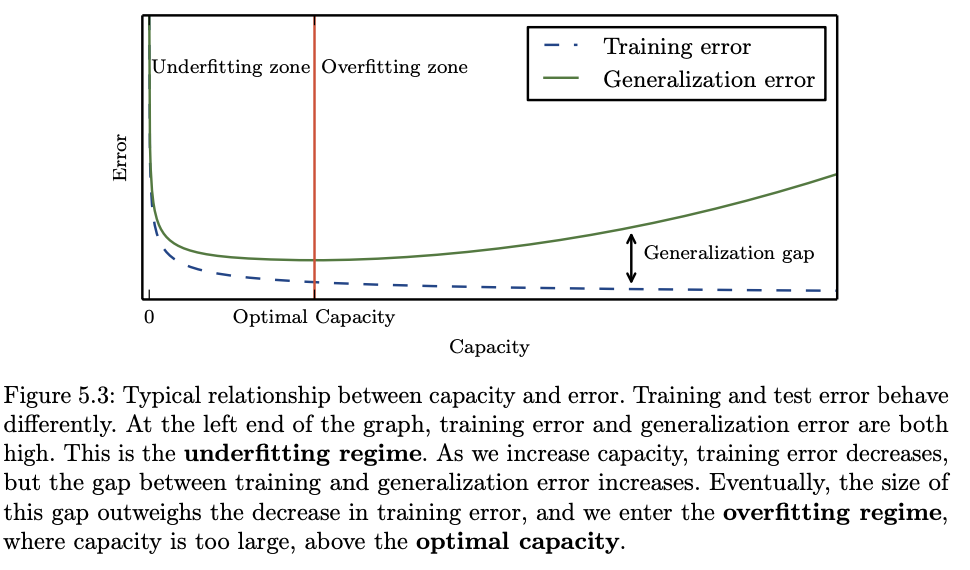 Training error
Generalization error
Underfitting zone
Overfitting zone
Error
Generalization gap
0
Optimal Capacity
Capacity
Figure 5.3: Typical relationship between capacity and error. Training and test error behave
differently. At the left end of the graph, training error and generalization error are both
high. This is the underfitting regime. As we increase capacity, training error decreases,
but the gap between training and generalization error increases. Eventually, the size of
this gap outweighs the decrease in training error, and we enter the overfitting regime,
where capacity is too large, above the optimal capacity.